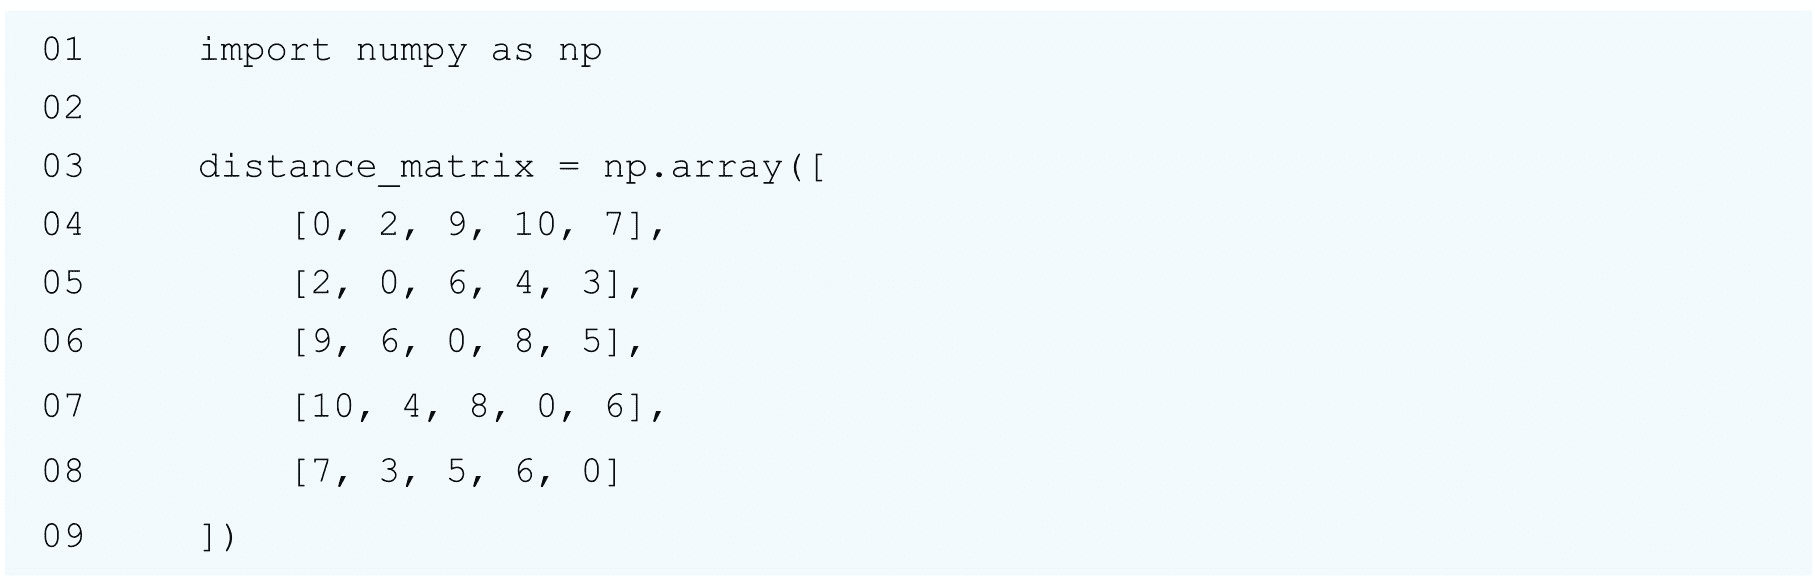 01 import numpy as np
02
03 distance_matrix = np.array([
04     [0, 2, 9, 10, 7],
05     [2, 0, 6, 4, 3],
06     [9, 6, 0, 8, 5],
07     [10, 4, 8, 0, 6],
08     [7, 3, 5, 6, 0]
09 ])